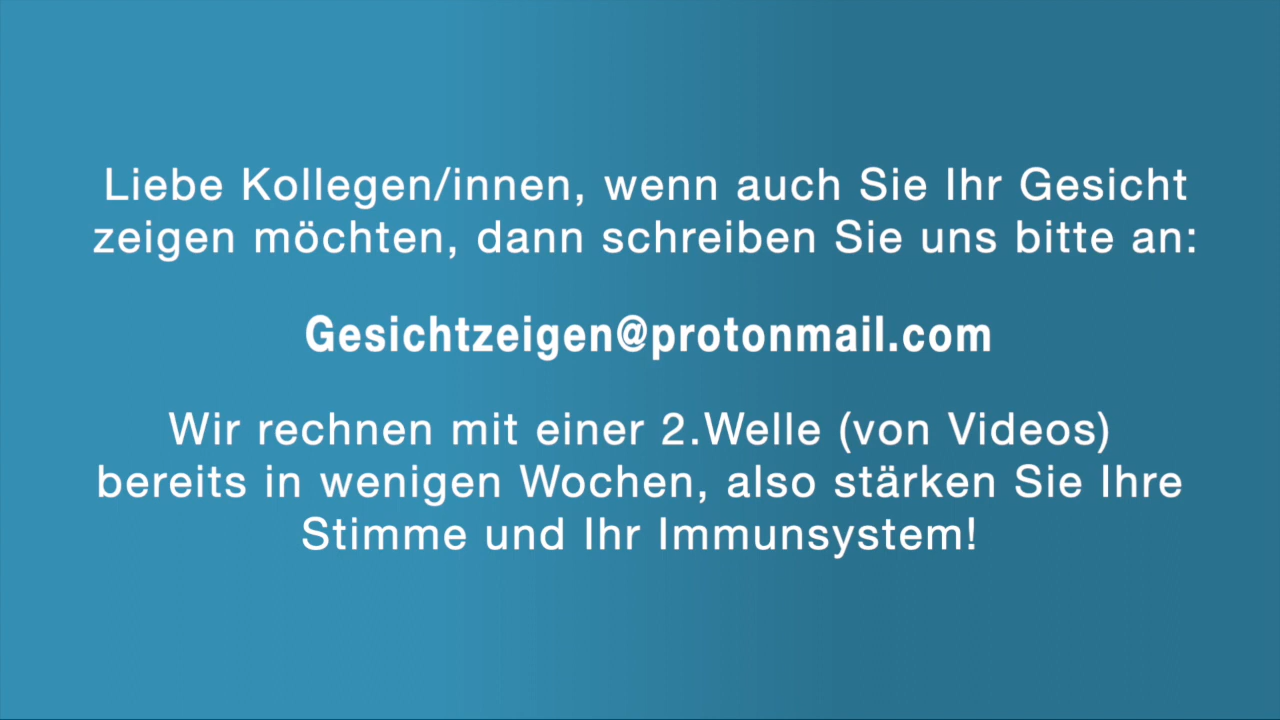 Liebe Kollegen/innen, wenn auch Sie Ihr Gesicht
zeigen möchten, dann schreiben Sie uns bitte an:
Gesichtzeigen@protonmail.com
Wir rechnen mit einer 2.Welle (von Videos)
bereits in wenigen Wochen, also stärken Sie Ihre
Stimme und Ihr Immunsystem!